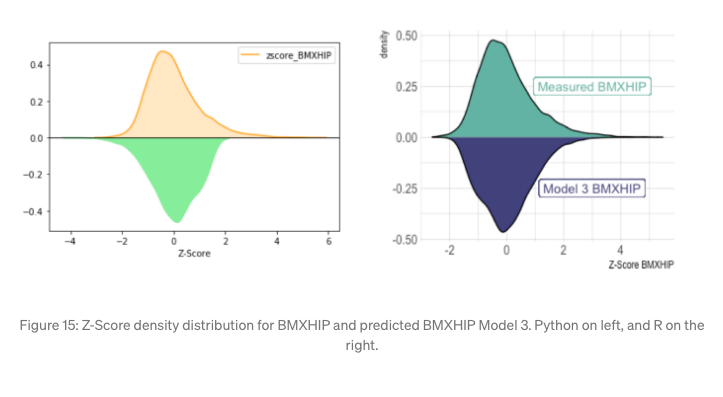 zscore_BMXHIP
0.4
0.2
0.0
−0.2
−0.4
−4 −2 0 2 4 6
Z-Score
density
0.50
0.25
0.00
-0.25
-0.50
Measured BMXHIP
Model 3 BMXHIP
-2 0 2 4
Z-Score BMXHIP
Figure 15: Z-Score density distribution for BMXHIP and predicted BMXHIP Model 3. Python on left, and R on the
right.